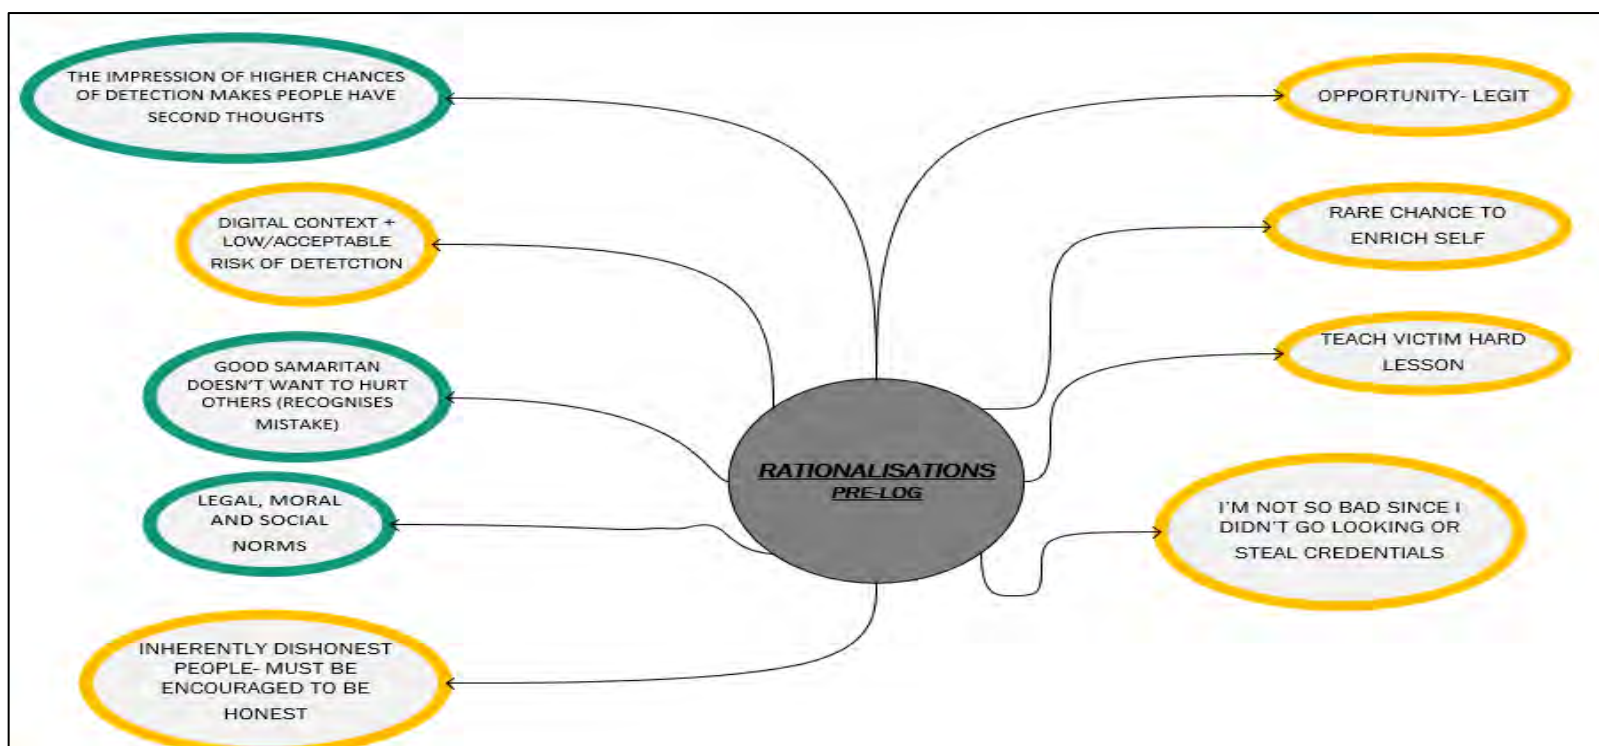 THE IMPRESSION OF HIGHER CHANCES
OF DETECTION MAKES PEOPLE HAVE
SECOND THOUGHTS
DIGITAL CONTEXT +
LOW/ACCEPTABLE
RISK OF DETETCTION
GOOD SAMARITAN
DOESN'T WANT TO HURT
OTHERS (RECOGNISES
MISTAKE)
LEGAL, MORAL
AND SOCIAL
NORMS
INHERENTLY DISHONEST
PEOPLE- MUST BE
ENCOURAGED TO BE
HONEST
RATIONALISATIONS
PRE-LOG
OPPORTUNITY- LEGIT
RARE CHANCE TO
ENRICH SELF
TEACH VICTIM HARD
LESSON
I'M NOT SO BAD SINCE I
DIDN'T GO LOOKING OR
STEAL CREDENTIALS